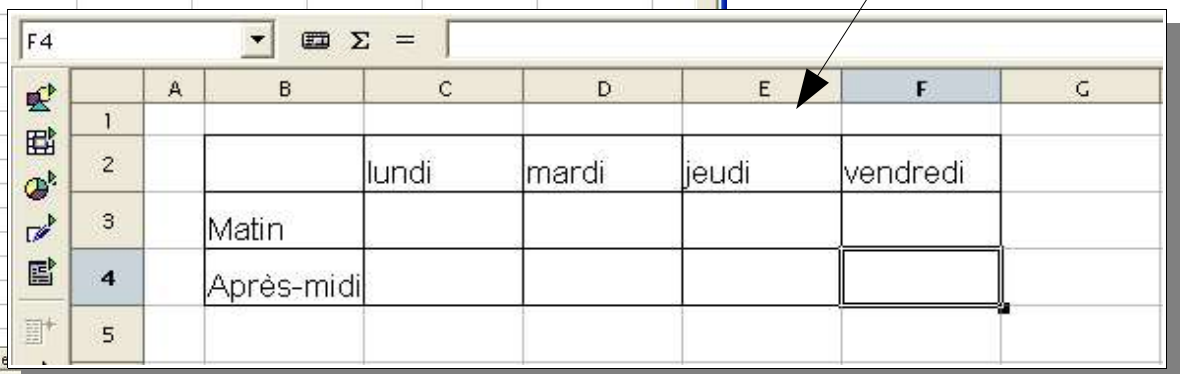 F4 Σ =
A B C D E F G
1
2 lundi mardi jeudi vendredi
3 Matin
4 Après-midi
5